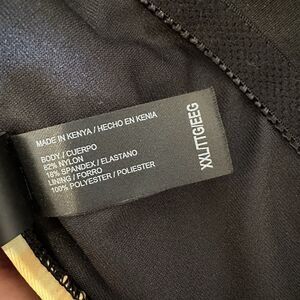 MADE IN KENYA / HECHO EN KENIA
BODY / CUERPO
82% NYLON
18% SPANDEX / ELASTANO
LINING / FORRO
100% POLYESTER / POLIESTER
XXL/TTG/EEG